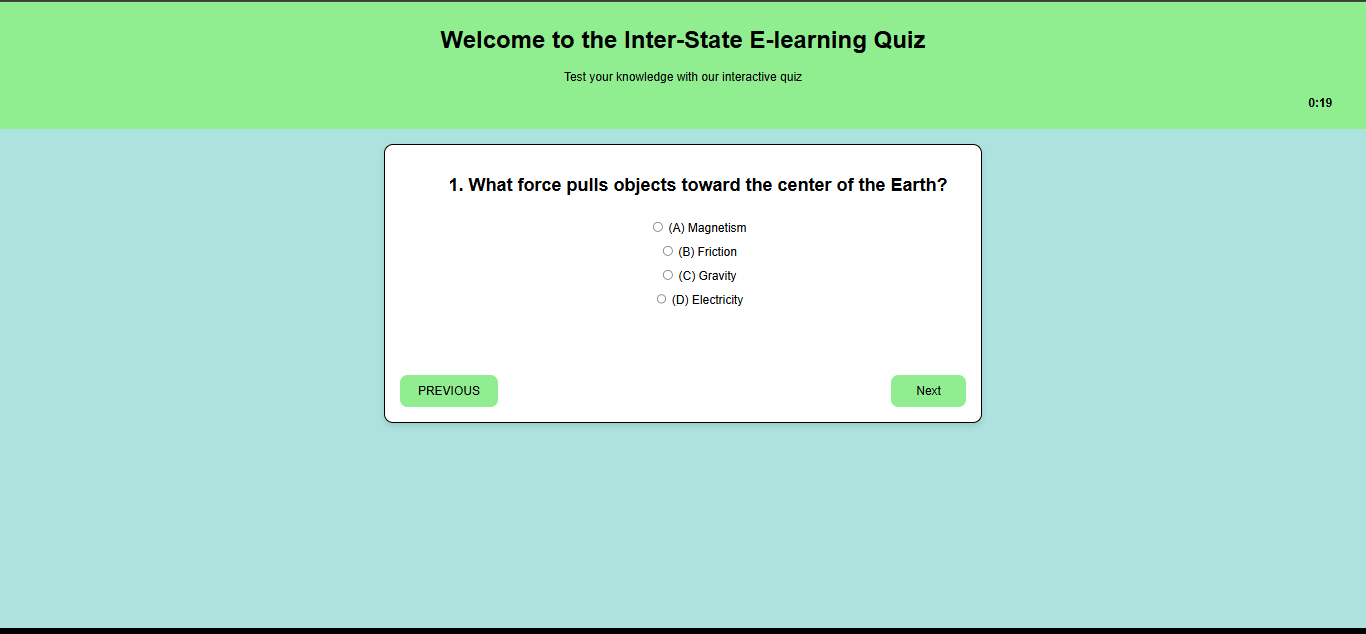 Welcome to the Inter-State E-learning Quiz
Test your knowledge with our interactive quiz
0:19
1. What force pulls objects toward the center of the Earth?
(A) Magnetism
(B) Friction
(C) Gravity
(D) Electricity
PREVIOUS
Next